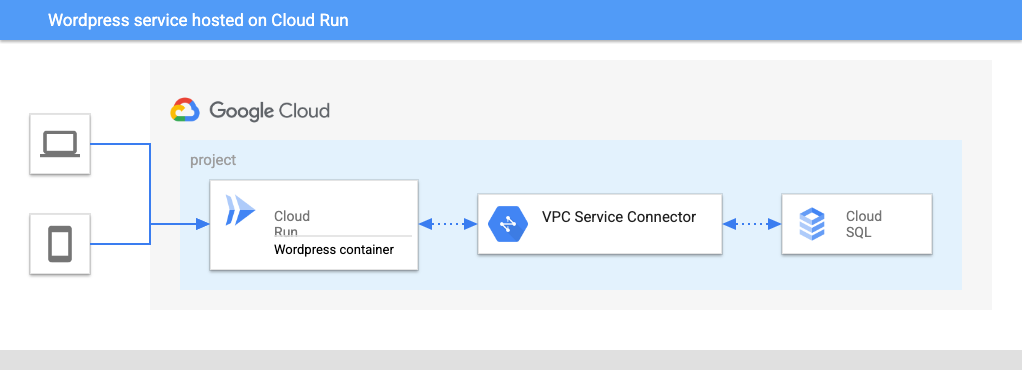 Wordpress service hosted on Cloud Run
Google Cloud
project
Cloud
Run
Wordpress container
VPC Service Connector
Cloud
SQL